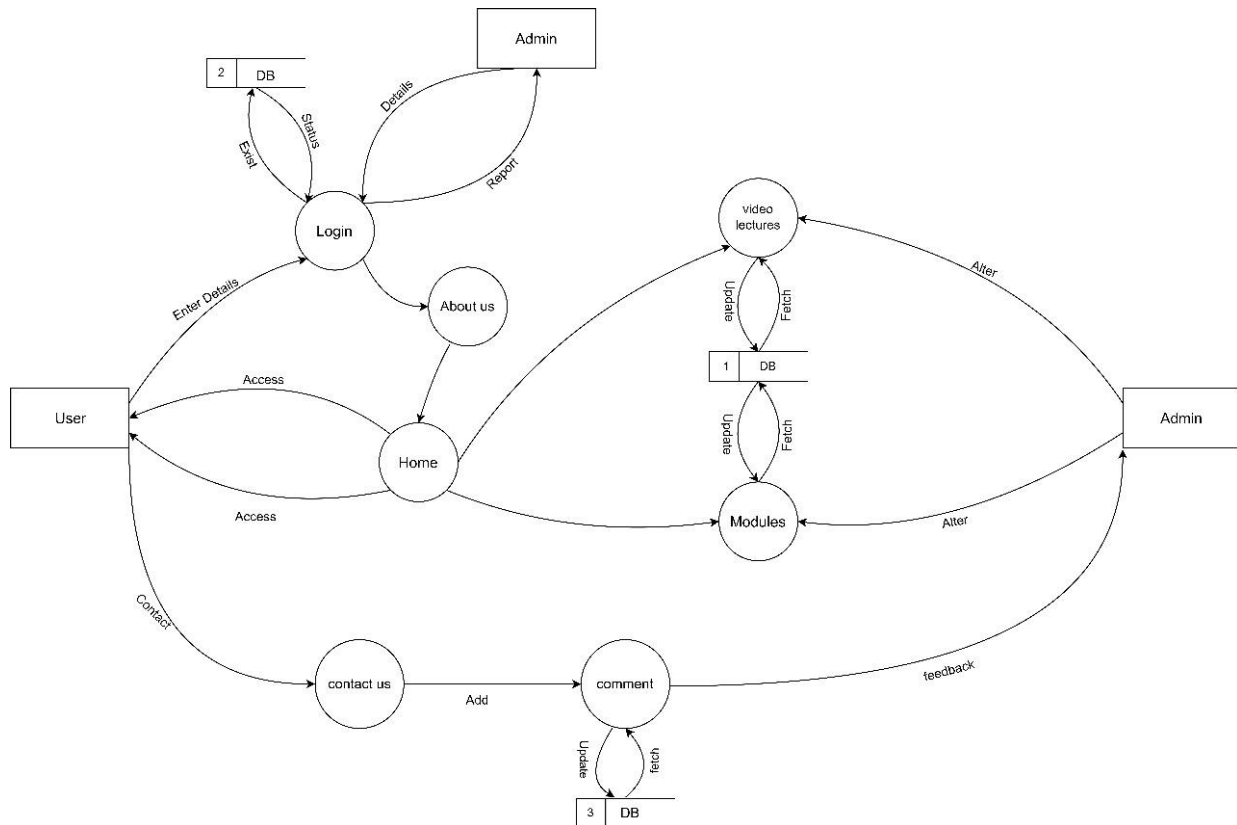 Admin
2 DB
Details
Status
Exist
Report
Login
video
lectures
Alter
Enter Details
About us
Update
Fetch
1 DB
Access
User
Admin
Update
Fetch
Home
Access
Modules
Alter
Contact
contact us
Add
comment
feedback
Update
fetch
3 DB